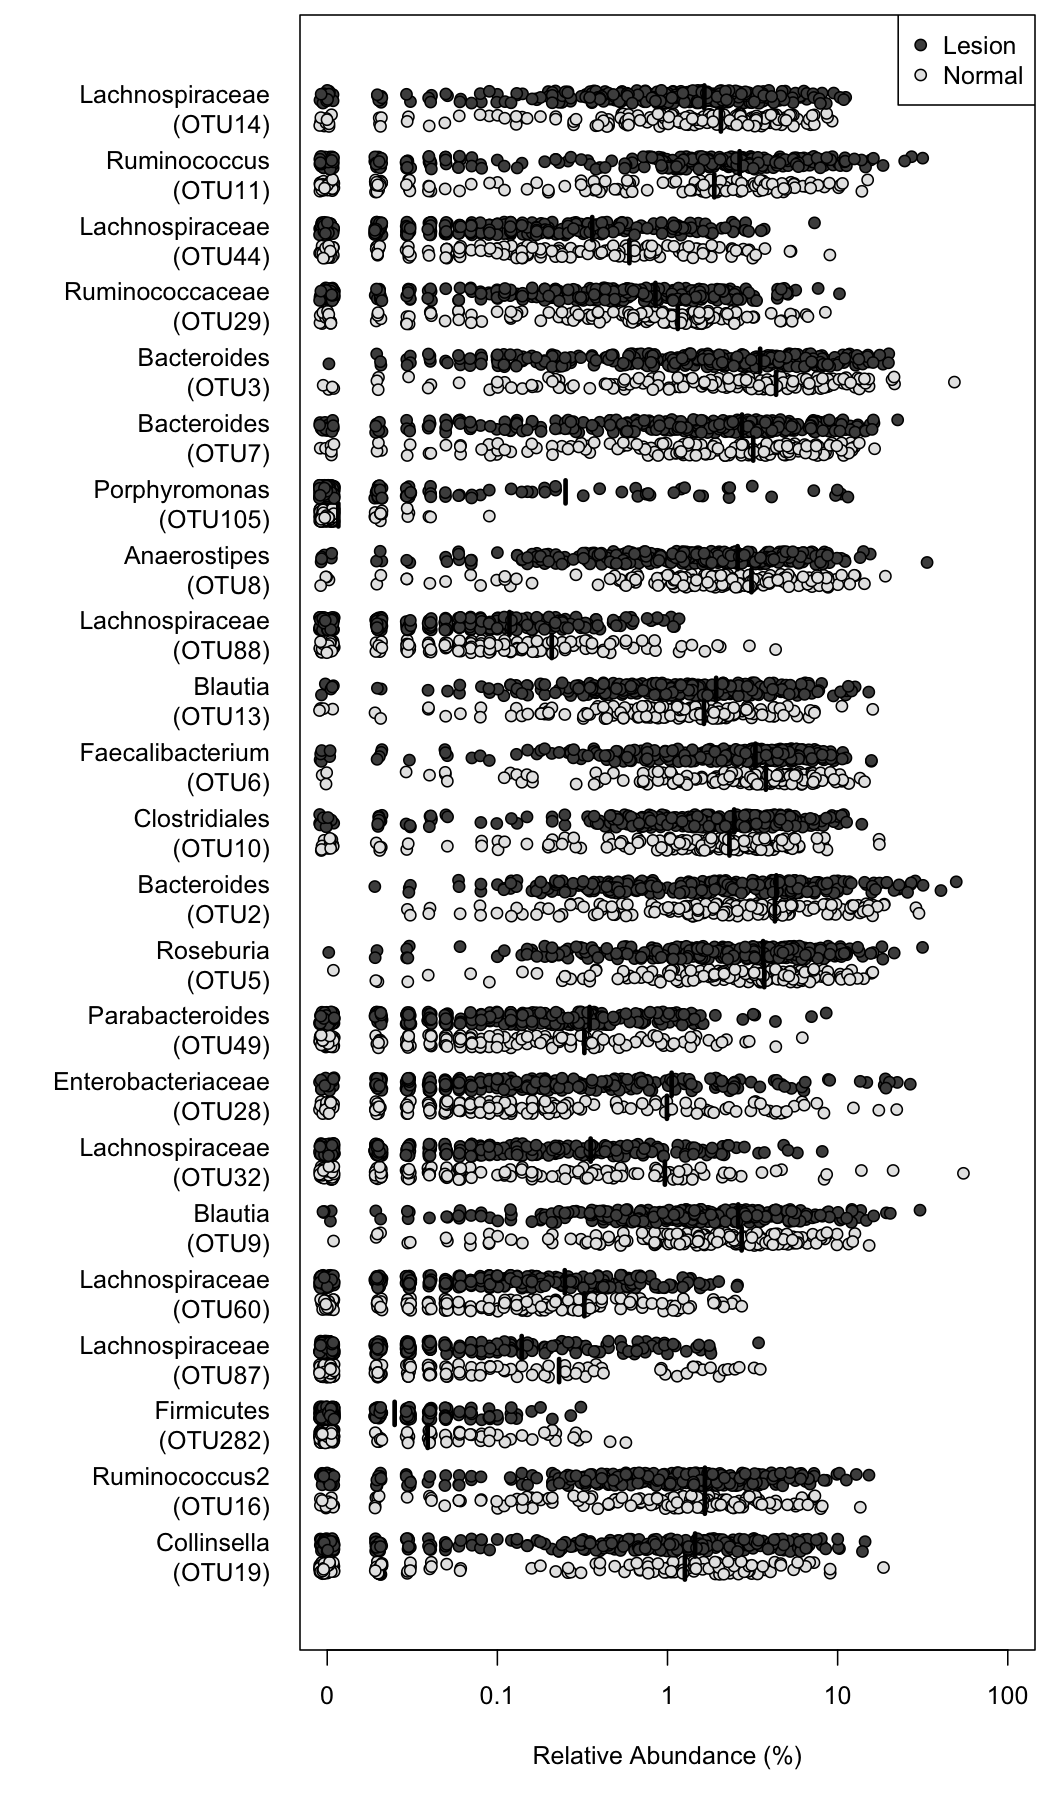 Lesion
Normal
Lachnospiraceae
(OTU14)
Ruminococcus
(OTU11)
Lachnospiraceae
(OTU44)
Ruminococcaceae
(OTU29)
Bacteroides
(OTU3)
Bacteroides
(OTU7)
Porphyromonas
(OTU105)
Anaerostipes
(OTU8)
Lachnospiraceae
(OTU88)
Blautia
(OTU13)
Faecalibacterium
(OTU6)
Clostridiales
(OTU10)
Bacteroides
(OTU2)
Roseburia
(OTU5)
Parabacteroides
(OTU49)
Enterobacteriaceae
(OTU28)
Lachnospiraceae
(OTU32)
Blautia
(OTU9)
Lachnospiraceae
(OTU60)
Lachnospiraceae
(OTU87)
Firmicutes
(OTU282)
Ruminococcus2
(OTU16)
Collinsella
(OTU19)
0 0.1 1 10 100
Relative Abundance (%)